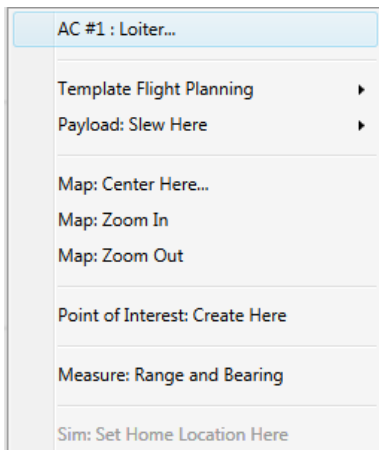 AC #1 : Loiter...
Template Flight Planning
Payload: Slew Here
Map: Center Here...
Map: Zoom In
Map: Zoom Out
Point of Interest: Create Here
Measure: Range and Bearing
Sim: Set Home Location Here